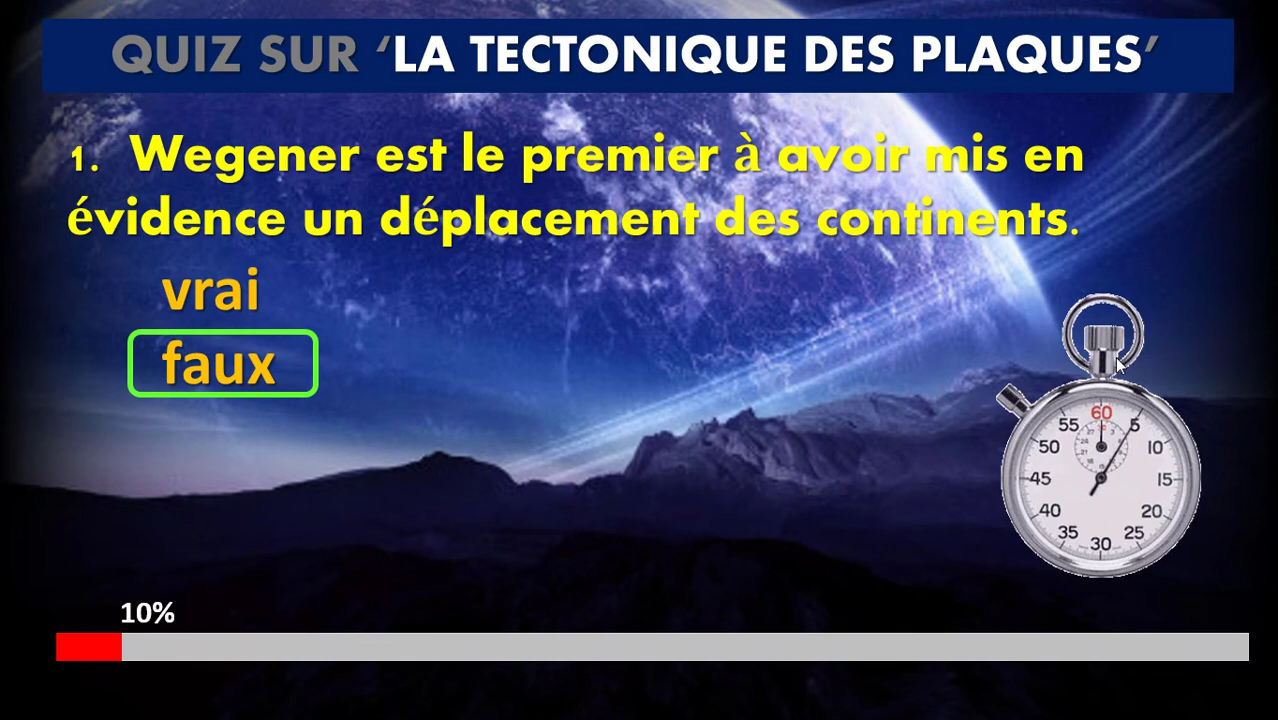 QUIZ SUR ‘LA TECTONIQUE DES PLAQUES’
1. Wegener est le premier à avoir mis en
évidence un déplacement des continents.
vrai
faux
60
55 5
50 10
45 15
40 20
35 25
30
10%